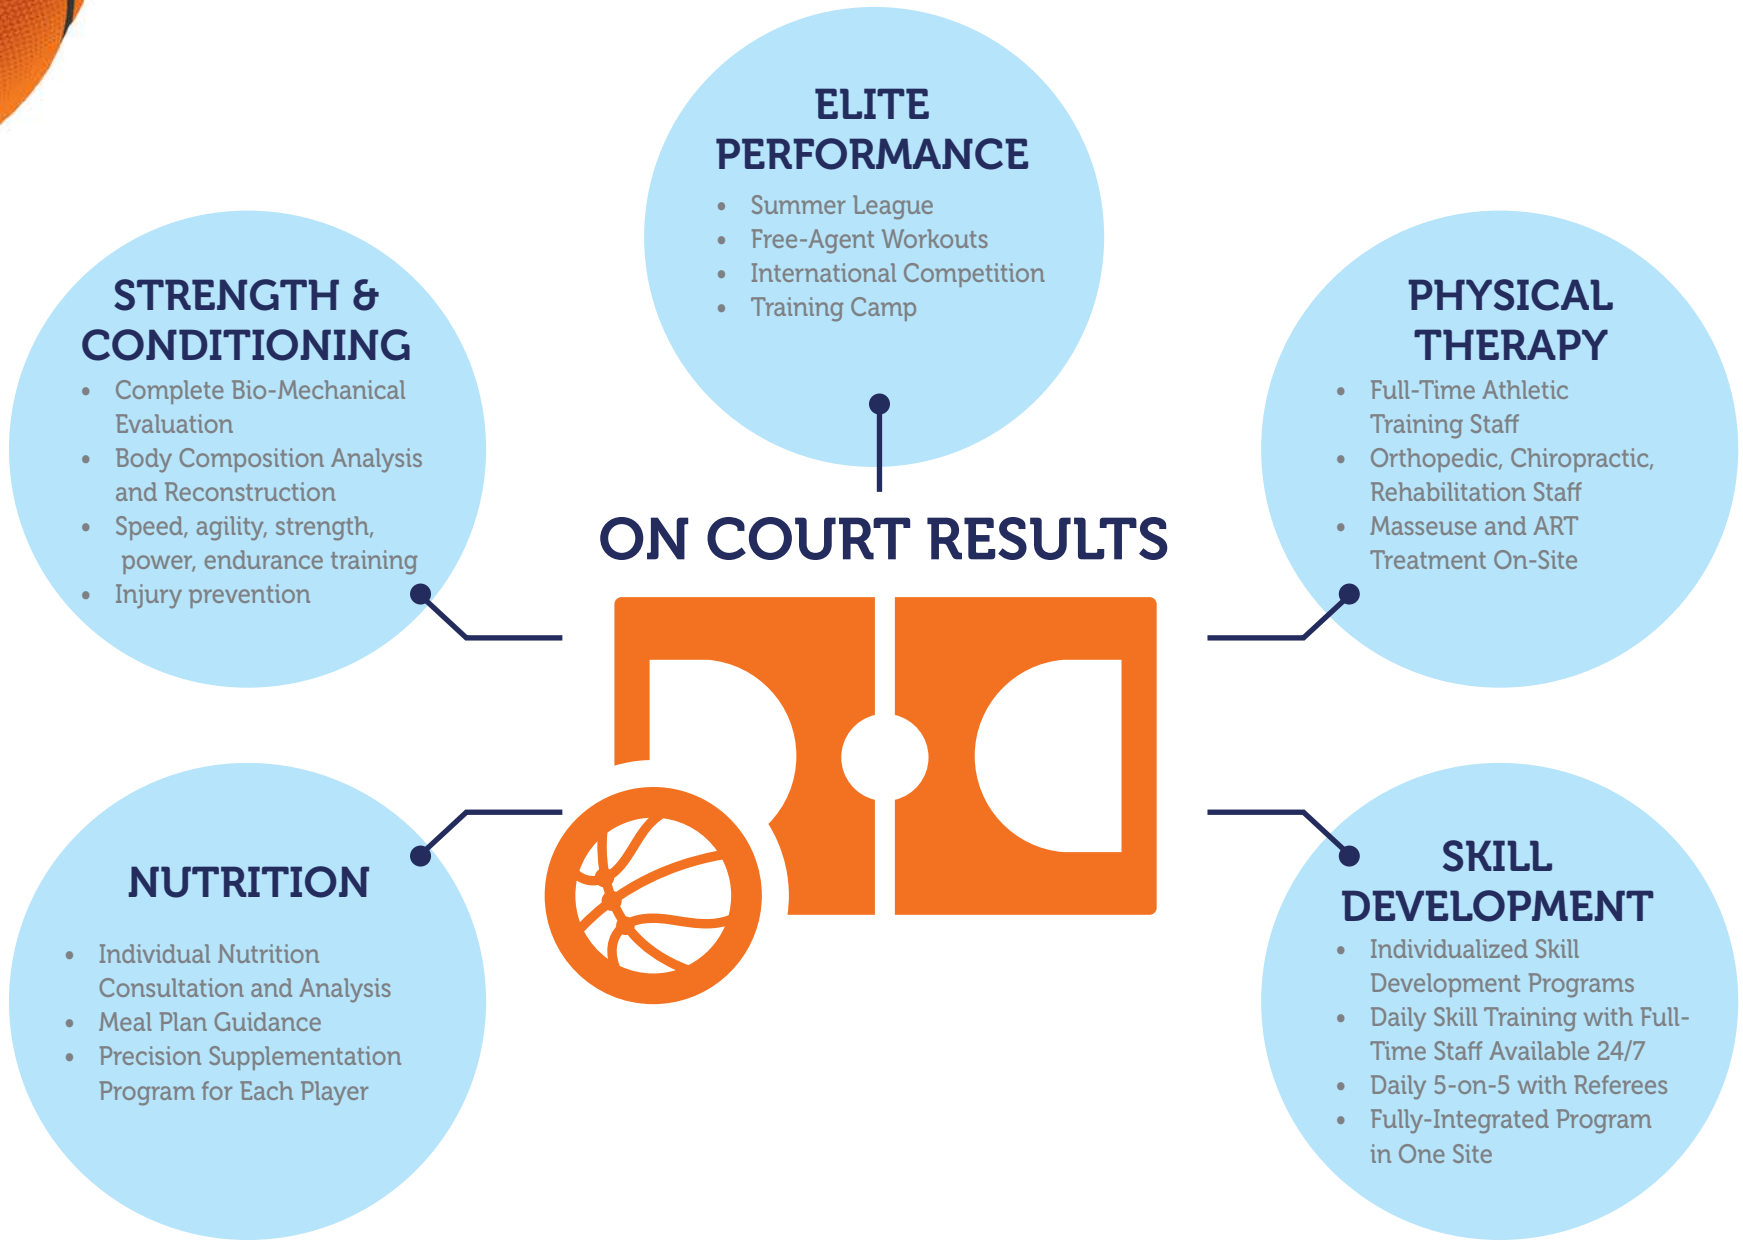 ELITE
PERFORMANCE
• Summer League
• Free-Agent Workouts
• International Competition
• Training Camp
STRENGTH &
CONDITIONING
• Complete Bio-Mechanical
Evaluation
• Body Composition Analysis
and Reconstruction
• Speed, agility, strength,
power, endurance training
• Injury prevention
PHYSICAL
THERAPY
• Full-Time Athletic
Training Staff
• Orthopedic, Chiropractic,
Rehabilitation Staff
• Masseuse and ART
Treatment On-Site
ON COURT RESULTS
NUTRITION
• Individual Nutrition
Consultation and Analysis
• Meal Plan Guidance
• Precision Supplementation
Program for Each Player
SKILL
DEVELOPMENT
• Individualized Skill
Development Programs
• Daily Skill Training with Full-
Time Staff Available 24/7
• Daily 5-on-5 with Referees
• Fully-Integrated Program
in One Site